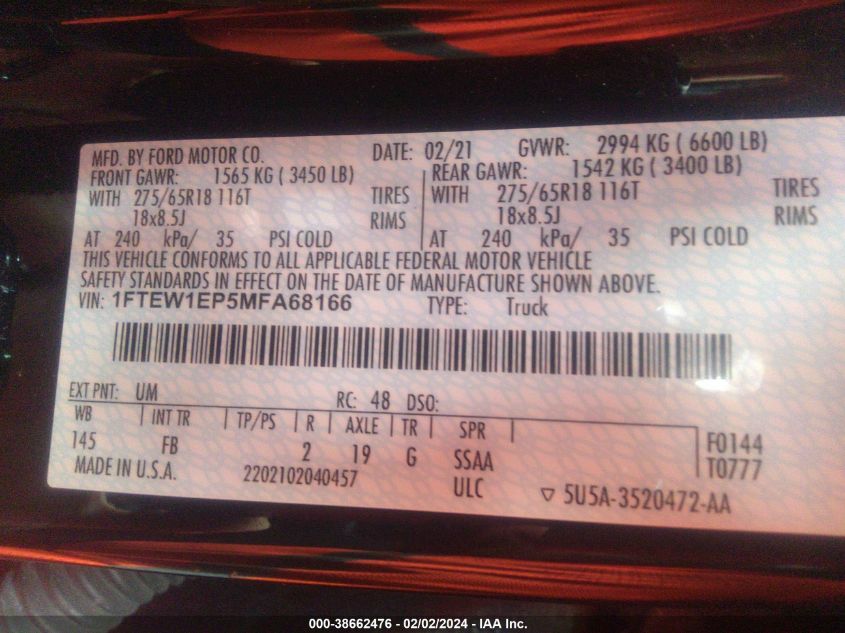 MFD. BY FORD MOTOR CO. DATE: 02/21 GVWR: 2994 KG ( 6600 LB)
FRONT GAWR: 1565 KG ( 3450 LB) REAR GAWR: 1542 KG ( 3400 LB)
WITH 275/65R18 116T TIRES WITH 275/65R18 116T TIRES
18x8.5J RIMS 18x8.5J RIMS
AT 240 kPa/ 35 PSI COLD AT 240 kPa/ 35 PSI COLD
THIS VEHICLE CONFORMS TO ALL APPLICABLE FEDERAL MOTOR VEHICLE
SAFETY STANDARDS IN EFFECT ON THE DATE OF MANUFACTURE SHOWN ABOVE.
VIN: 1FTEW1EP5MFA68166 TYPE: Truck
EXT PNT: UM RC: 48 DSO:
WB INT TR TP/PS R AXLE TR SPR
145 FB 2 19 G SSAA F0144
MADE IN U.S.A. 2202102040457 ULC T0777
5U5A-3520472-AA
000-38662476 - 02/02/2024 - IAA Inc.